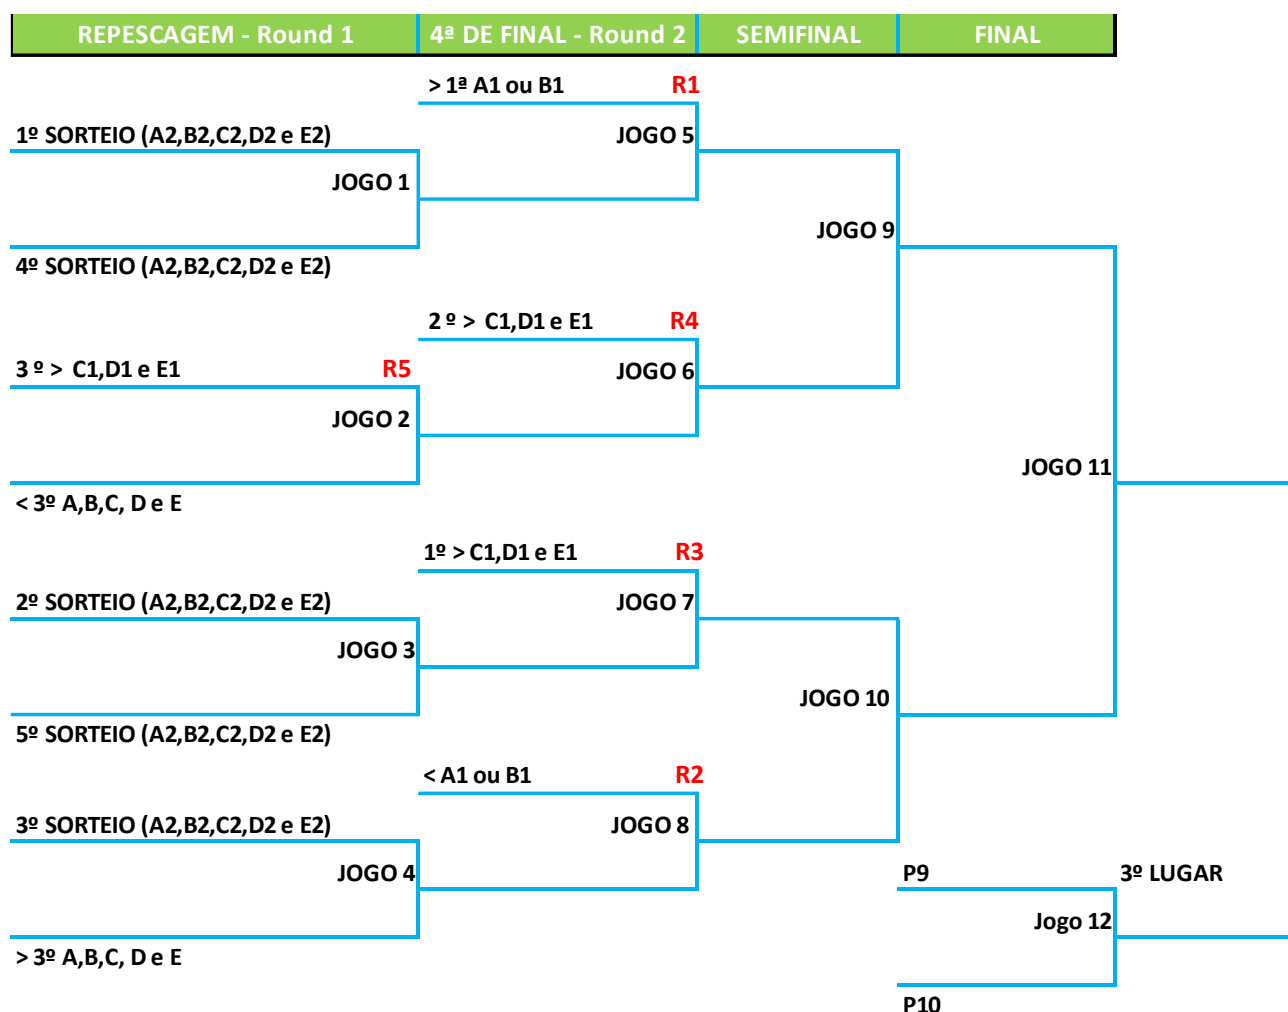 REPESCAGEM - Round 1 4ª DE FINAL - Round 2 SEMIFINAL FINAL
> 1ª A1 ou B1 R1
1º SORTEIO (A2,B2,C2,D2 e E2) JOGO 5
JOGO 1
JOGO 9
4º SORTEIO (A2,B2,C2,D2 e E2)
2 º > C1,D1 e E1 R4
3 º > C1,D1 e E1 R5 JOGO 6
JOGO 2
JOGO 11
< 3º A,B,C, D e E
1º > C1,D1 e E1 R3
2º SORTEIO (A2,B2,C2,D2 e E2) JOGO 7
JOGO 3
JOGO 10
5º SORTEIO (A2,B2,C2,D2 e E2)
< A1 ou B1 R2
3º SORTEIO (A2,B2,C2,D2 e E2) JOGO 8
JOGO 4 P9 3º LUGAR
Jogo 12
> 3º A,B,C, D e E
P10